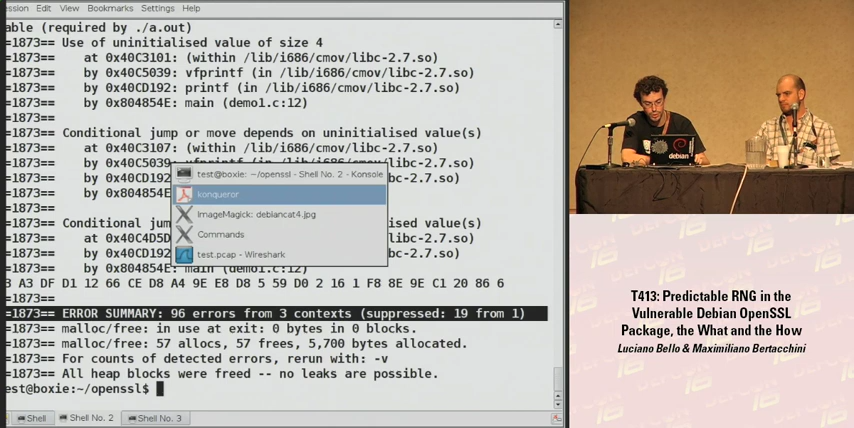 ession Edit View Bookmarks Settings Help
able (required by ./a.out)
=1873== Use of uninitialised value of size 4
=1873==    at 0x40C3101: (within /lib/i686/cmov/libc-2.7.so)
=1873==    by 0x40C5039: vfprintf (in /lib/i686/cmov/libc-2.7.so)
=1873==    by 0x40CD192: printf (in /lib/i686/cmov/libc-2.7.so)
=1873==    by 0x804854E: main (demo1.c:12)
=1873==
=1873== Conditional jump or move depends on uninitialised value(s)
=1873==    at 0x40C3107: (within /lib/i686/cmov/libc-2.7.so)
=1873==    by 0x40C5039: vfprintf (in /lib/i686/cmov/libc-2.7.so)
=1873==    by 0x40CD192
=1873==    by 0x804854E
=1873==
=1873== Conditional jum
=1873==    at 0x40C4D5D
=1873==    by 0x40CD192
=1873==    by 0x804854E: main (demo1.c:12)
test@boxie: ~/openssl - Shell No. 2 - Konsole
konqueror
ImageMagick: debiancat4.jpg
Commands
test.pcap - Wireshark
3 A3 DF D1 12 66 CE D8 A4 9E E8 D8 5 59 D0 2 16 1 F8 8E 9E C1 20 86 6
=1873==
=1873== ERROR SUMMARY: 96 errors from 3 contexts (suppressed: 19 from 1)
=1873== malloc/free: in use at exit: 0 bytes in 0 blocks.
=1873== malloc/free: 57 allocs, 57 frees, 5,700 bytes allocated.
=1873== For counts of detected errors, rerun with: -v
=1873== All heap blocks were freed -- no leaks are possible.
est@boxie:~/openssl$
Shell Shell No. 2 Shell No. 3
debian
T413: Predictable RNG in the
Vulnerable Debian OpenSSL
Package, the What and the How
Luciano Bello & Maximiliano Bertacchini